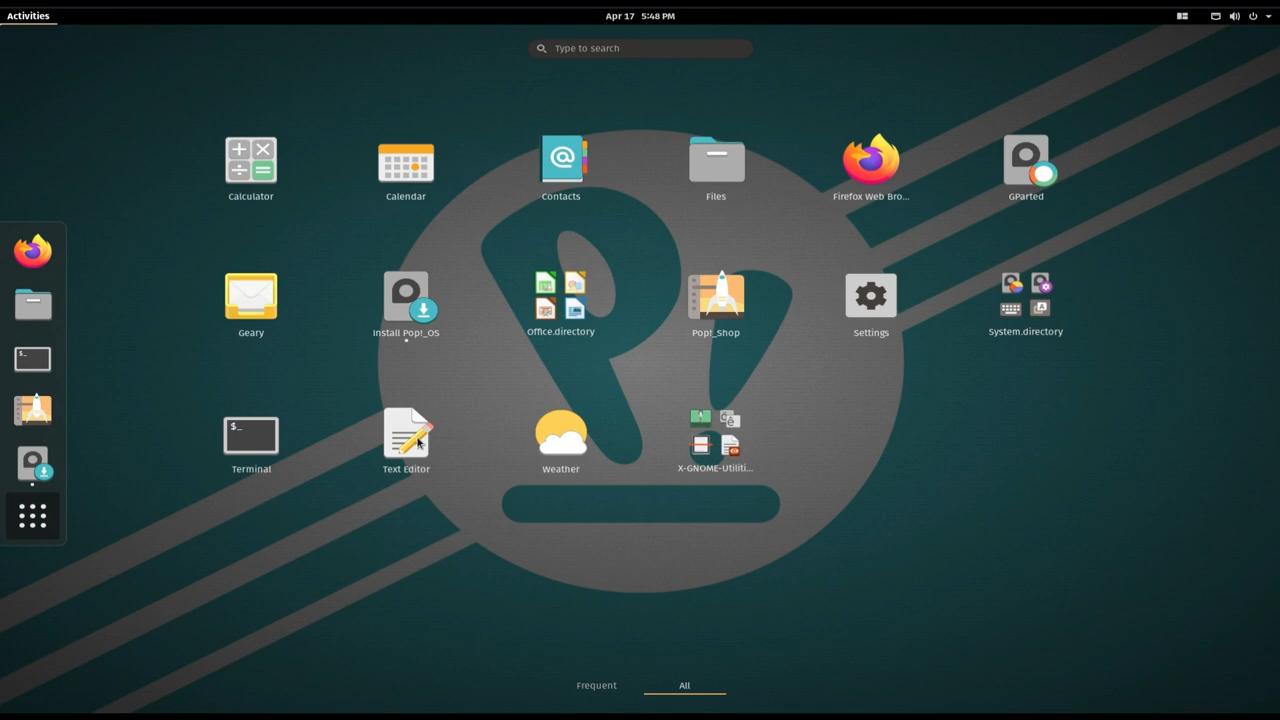 Activities
Apr 17 5:48 PM
Type to search
Calculator
Calendar
Contacts
Files
Firefox Web Bro...
GParted
Geary
Install Pop!_OS
Office.directory
Pop!_Shop
Settings
System.directory
Terminal
Text Editor
Weather
X-GNOME-Utiliti...
Frequent
All